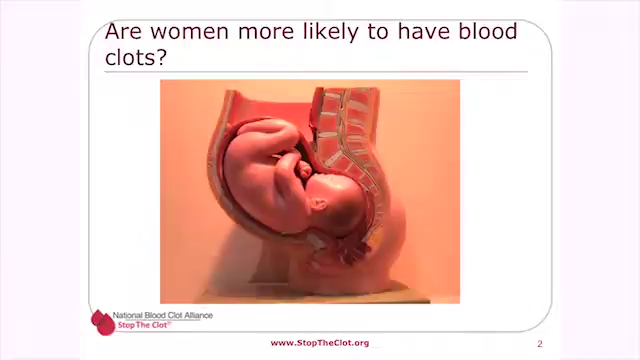 Are women more likely to have blood
clots?
National Blood Clot Alliance
Stop The Clot®
www.StopTheClot.org
2